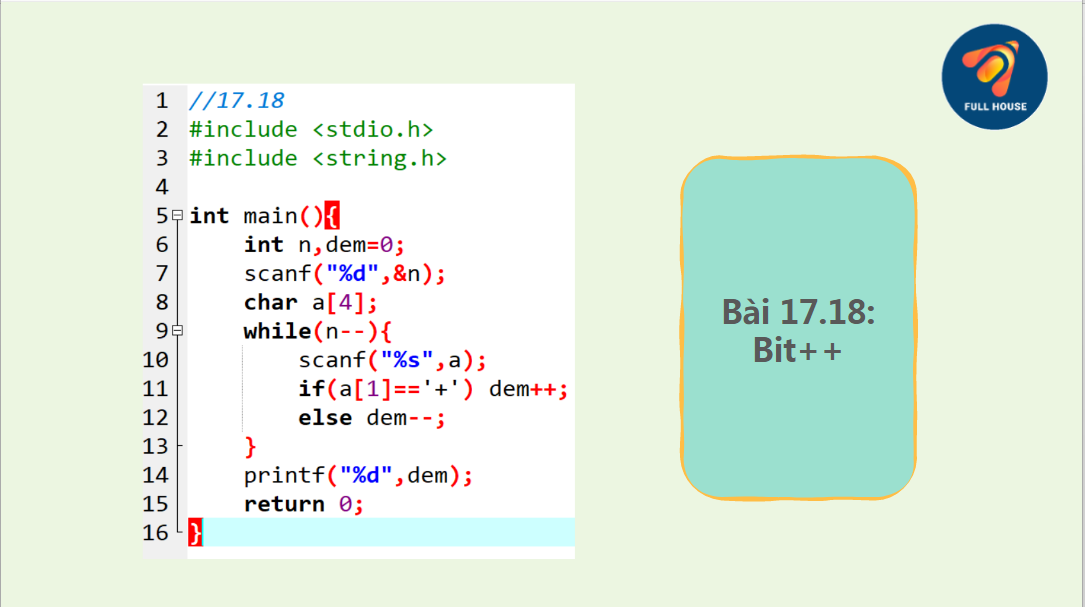 FULL HOUSE
1 //17.18
2 #include <stdio.h>
3 #include <string.h>
4
5 int main(){
6     int n,dem=0;
7     scanf("%d",&n);
8     char a[4];
9     while(n--){
10         scanf("%s",a);
11         if(a[1]=='+') dem++;
12         else dem--;
13     }
14     printf("%d",dem);
15     return 0;
16 }
Bài 17.18:
Bit++